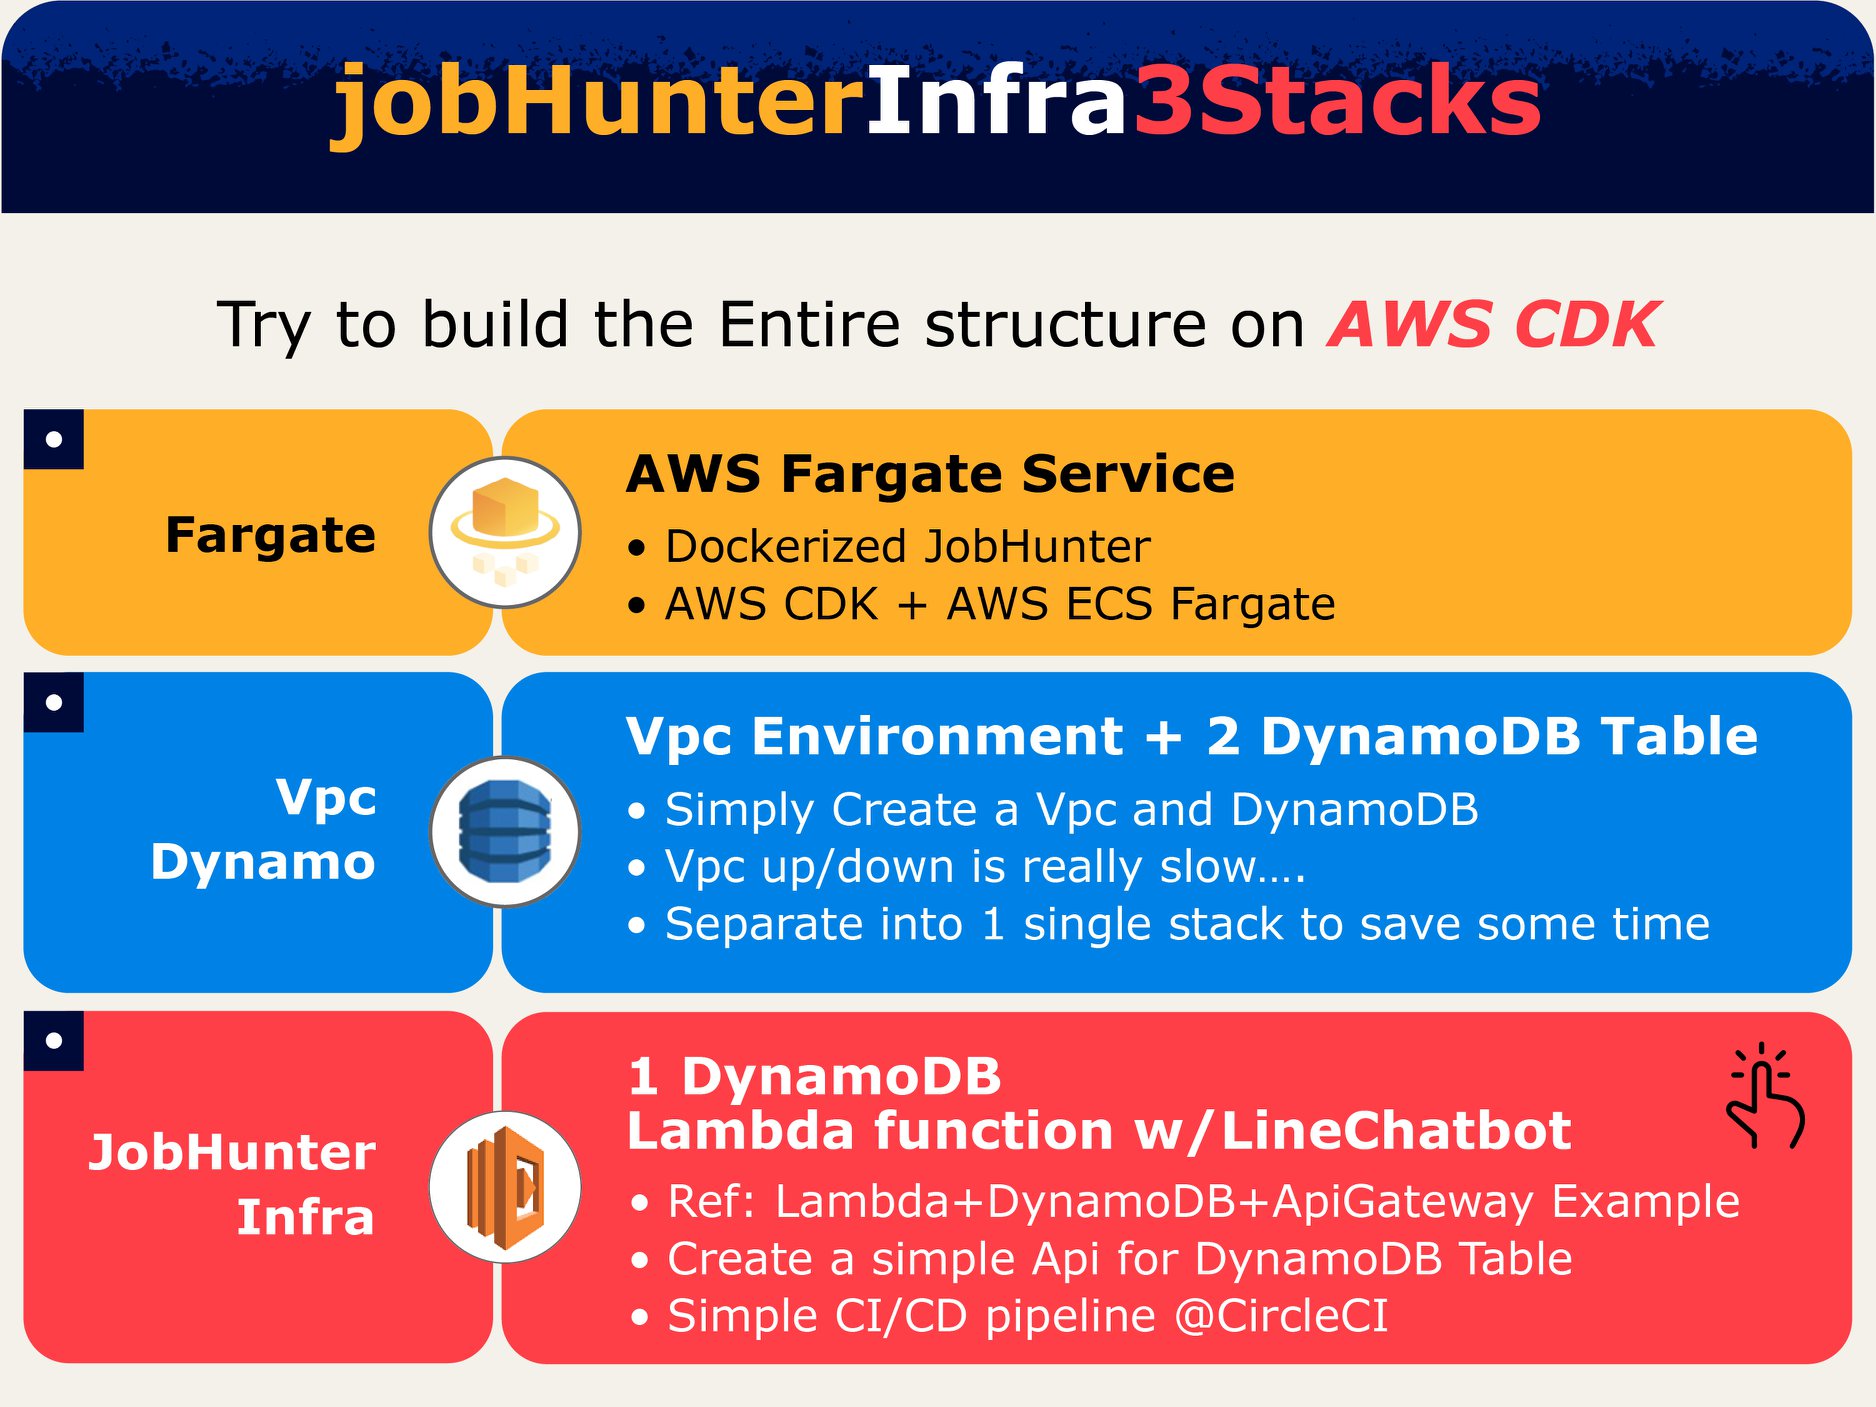 jobHunterInfra3Stacks
Try to build the Entire structure on AWS CDK
Fargate
AWS Fargate Service
• Dockerized JobHunter
• AWS CDK + AWS ECS Fargate
Vpc
Dynamo
Vpc Environment + 2 DynamoDB Table
• Simply Create a Vpc and DynamoDB
• Vpc up/down is really slow....
• Separate into 1 single stack to save some time
JobHunter
Infra
1 DynamoDB
Lambda function w/LineChatbot
• Ref: Lambda+DynamoDB+ApiGateway Example
• Create a simple Api for DynamoDB Table
• Simple CI/CD pipeline @CircleCI